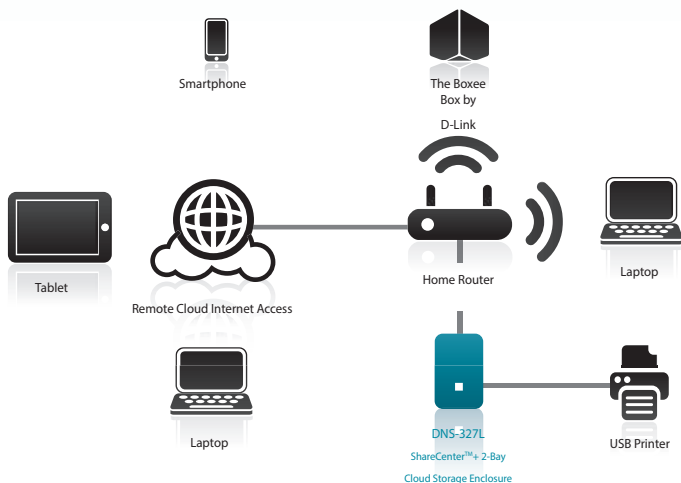 Smartphone
The Boxee
Box by
D-Link
Tablet
Remote Cloud Internet Access
Home Router
Laptop
Laptop
DNS-327L
ShareCenter™+ 2-Bay
Cloud Storage Enclosure
USB Printer